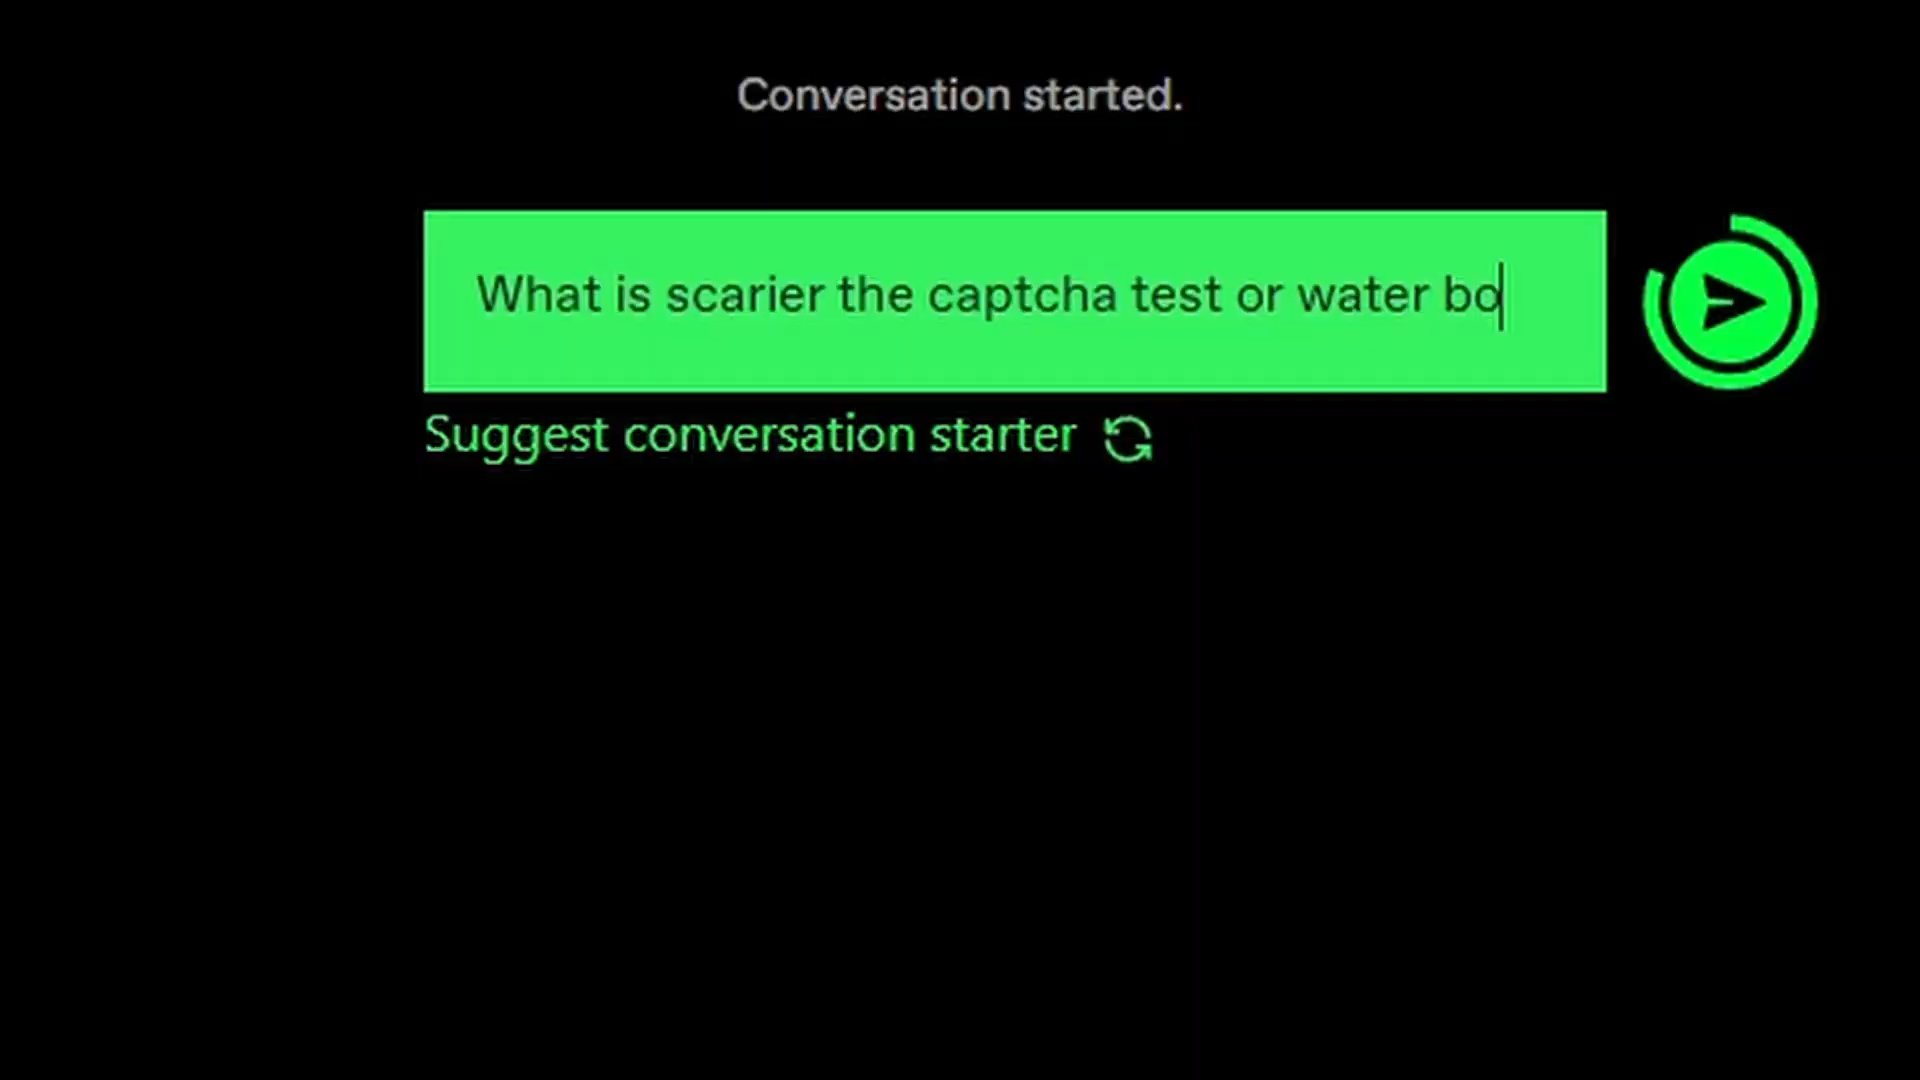 Conversation started.
What is scarier the captcha test or water bo
Suggest conversation starter